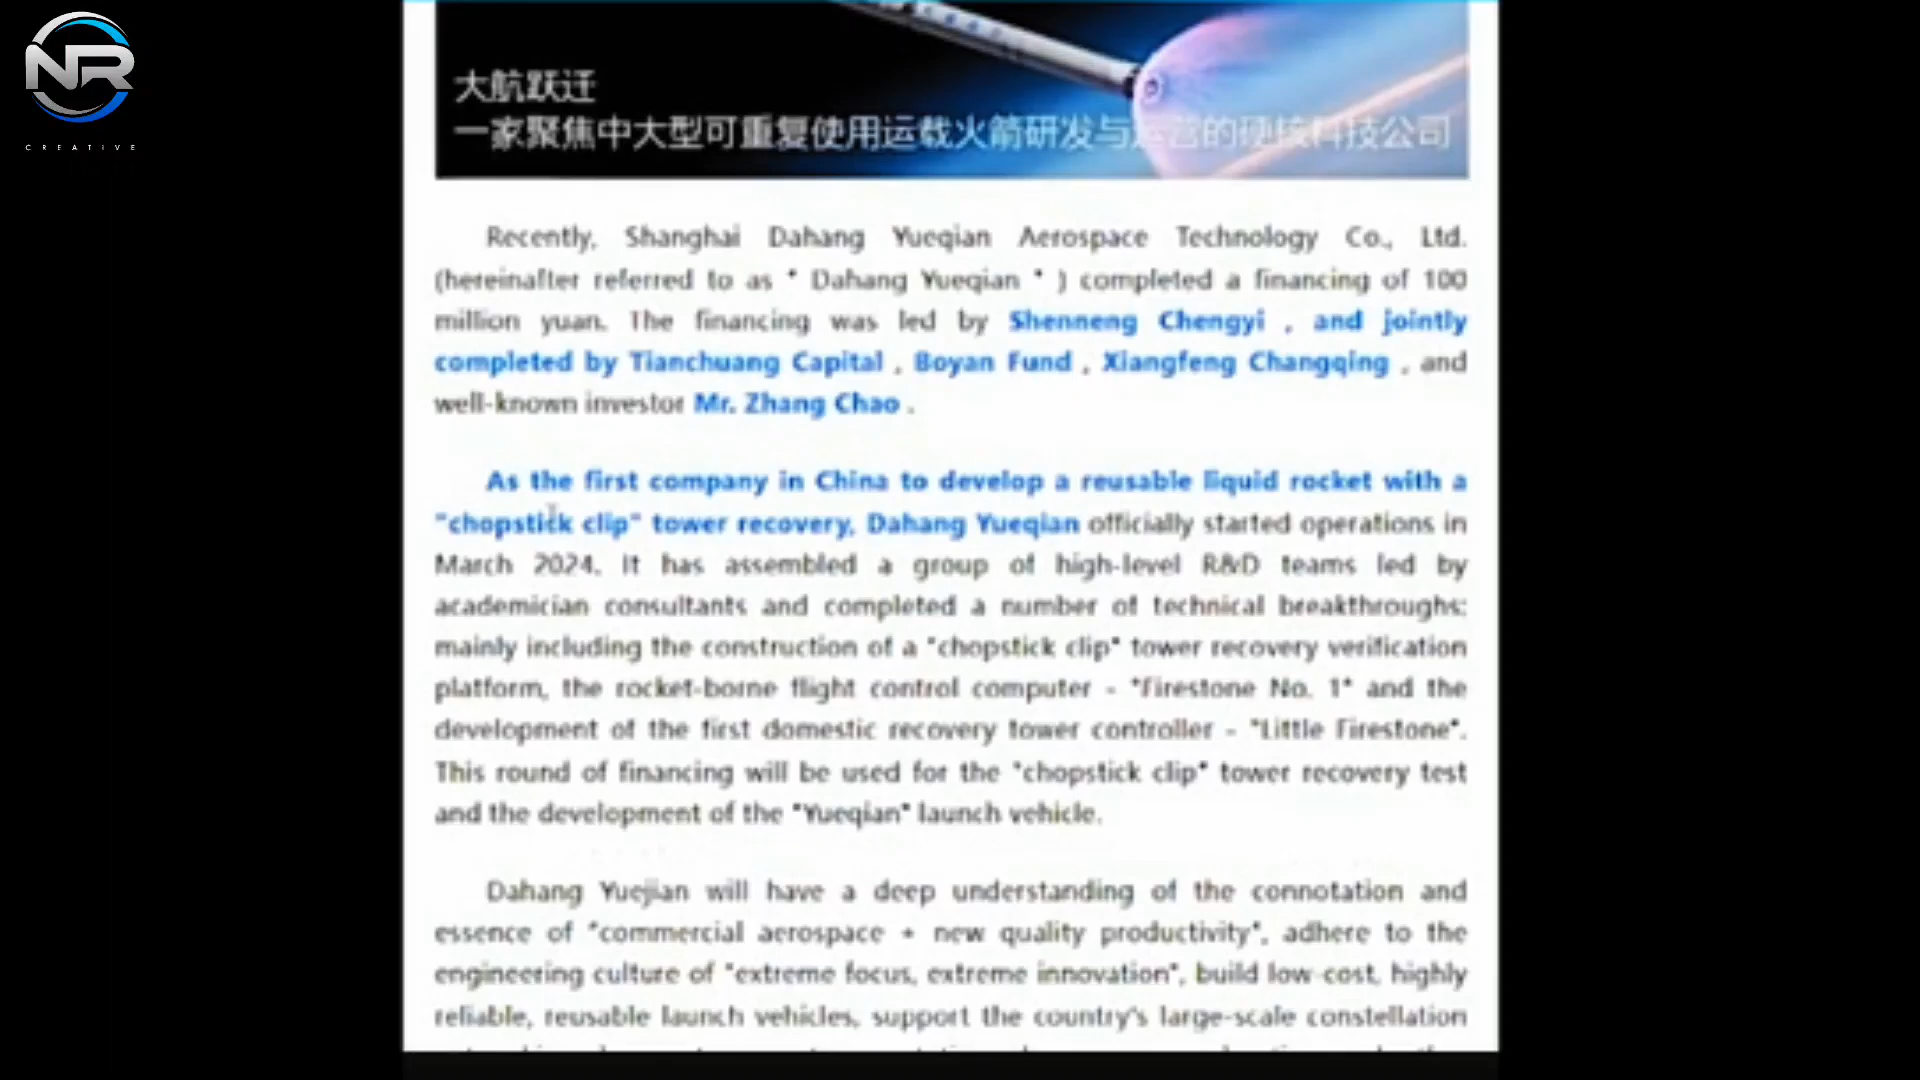 NR
CREATIVE
大航跃迁
一家聚焦中大型可重复使用运载火箭研发与运营的硬核科技公司
Recently, Shanghai Dahang Yueqian Aerospace Technology Co., Ltd.
(hereinafter referred to as " Dahang Yueqian " ) completed a financing of 100
million yuan. The financing was led by Shenneng Chengyi , and jointly
completed by Tianchuang Capital , Boyan Fund , Xiangfeng Changqing , and
well-known investor Mr. Zhang Chao .
As the first company in China to develop a reusable liquid rocket with a
"chopstick clip" tower recovery, Dahang Yueqian officially started operations in
March 2024. It has assembled a group of high-level R&D teams led by
academician consultants and completed a number of technical breakthroughs:
mainly including the construction of a "chopstick clip" tower recovery verification
platform, the rocket-borne flight control computer - "Firestone No. 1" and the
development of the first domestic recovery tower controller - "Little Firestone".
This round of financing will be used for the "chopstick clip" tower recovery test
and the development of the "Yueqian" launch vehicle.
Dahang Yuejian will have a deep understanding of the connotation and
essence of "commercial aerospace + new quality productivity", adhere to the
engineering culture of "extreme focus, extreme innovation", build low-cost, highly
reliable, reusable launch vehicles, support the country's large-scale constellation